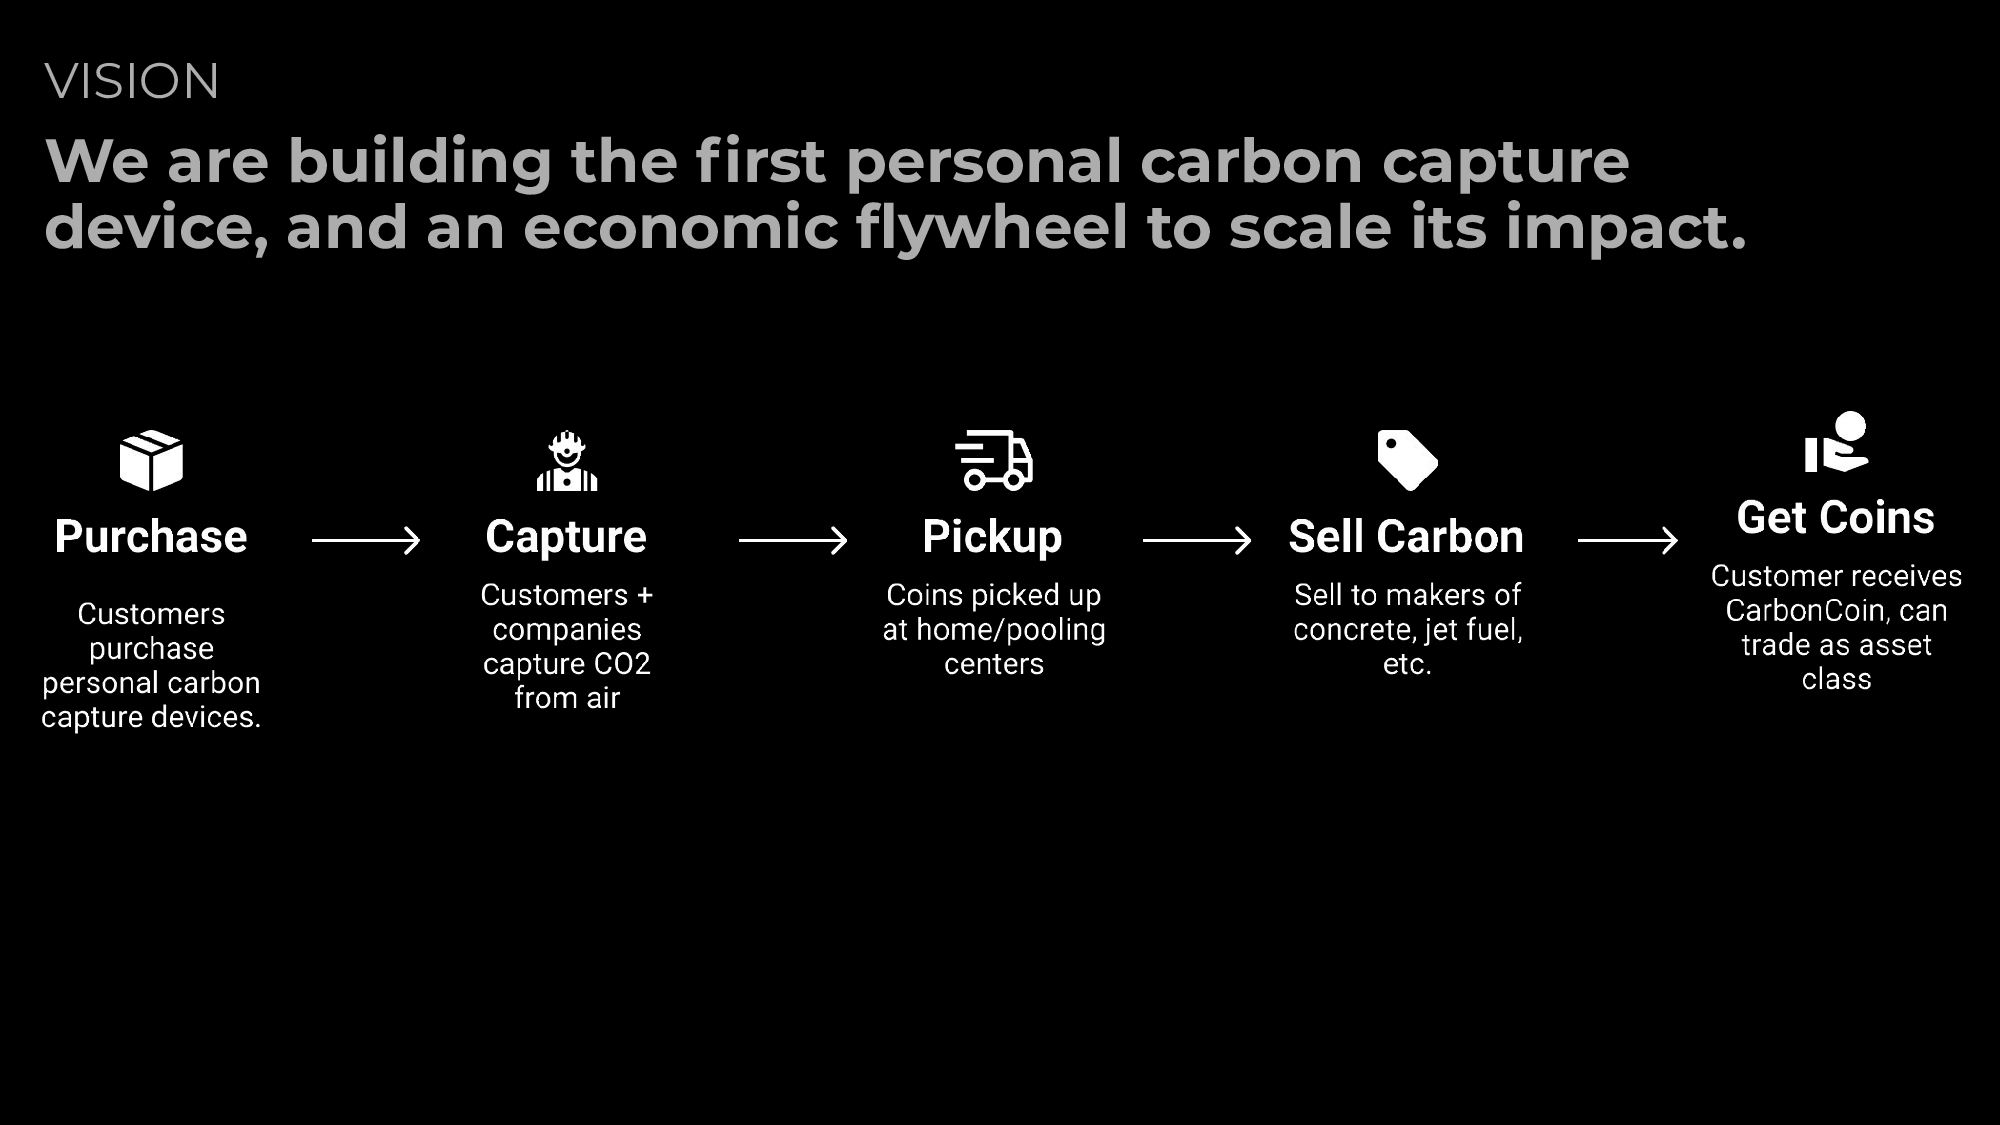 VISION
We are building the first personal carbon capture
device, and an economic flywheel to scale its impact.
Purchase
Customers
purchase
personal carbon
capture devices.
Capture
Customers +
companies
capture CO2
from air
Pickup
Coins picked up
at home/pooling
centers
Sell Carbon
Sell to makers of
concrete, jet fuel,
etc.
Get Coins
Customer receives
CarbonCoin, can
trade as asset
class